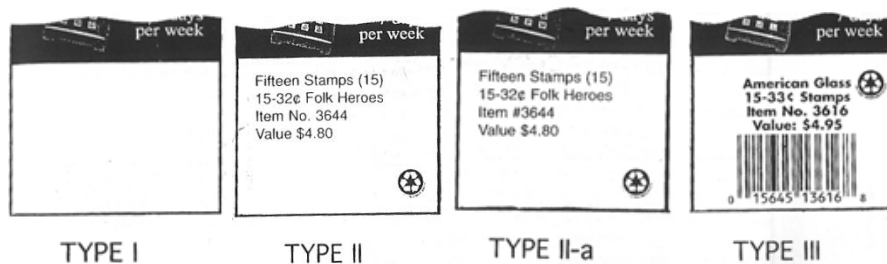 per week
TYPE I
per week
Fifteen Stamps (15)
15-32¢ Folk Heroes
Item No. 3644
Value $4.80
TYPE II
days
per week
Fifteen Stamps (15)
15-32¢ Folk Heroes
Item #3644
Value $4.80
TYPE II-a
per week
American Glass
15-33¢ Stamps
Item No. 3616
Value: $4.95
0 15645 13616 8
TYPE III